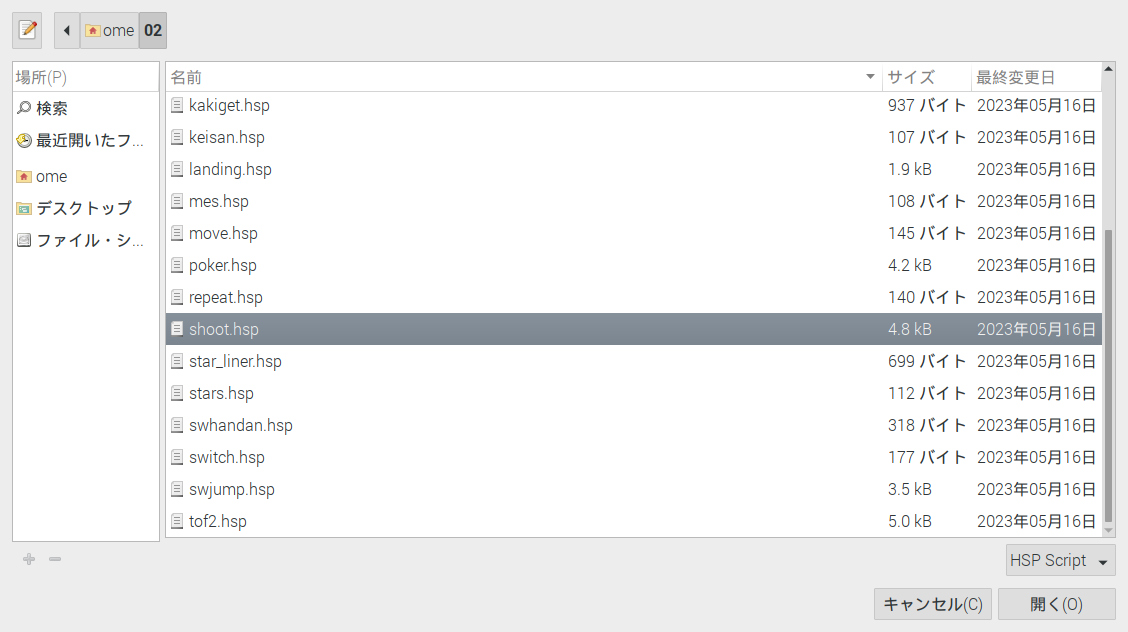 ome 02
場所(P)
検索
最近開いたフ...
ome
デスクトップ
ファイル・シ...
名前 サイズ 最終変更日
kakiget.hsp 937 バイト 2023年05月16日
keisan.hsp 107 バイト 2023年05月16日
landing.hsp 1.9 kB 2023年05月16日
mes.hsp 108 バイト 2023年05月16日
move.hsp 145 バイト 2023年05月16日
poker.hsp 4.2 kB 2023年05月16日
repeat.hsp 140 バイト 2023年05月16日
shoot.hsp 4.8 kB 2023年05月16日
star_liner.hsp 699 バイト 2023年05月16日
stars.hsp 112 バイト 2023年05月16日
swhandan.hsp 318 バイト 2023年05月16日
switch.hsp 177 バイト 2023年05月16日
swjump.hsp 3.5 kB 2023年05月16日
tof2.hsp 5.0 kB 2023年05月16日
HSP Script
キャンセル(C) 開く(O)